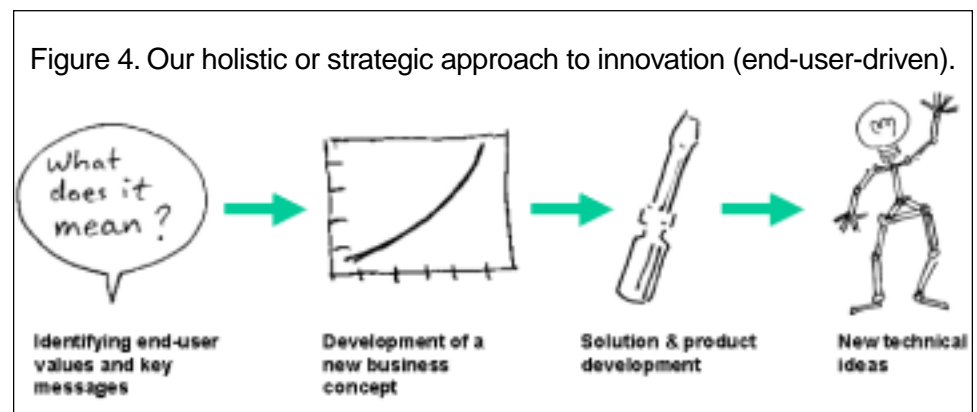 Figure 4. Our holistic or strategic approach to innovation (end-user-driven).
What
does it
mean?
Identifying end-user
values and key
messages
Development of a
new business
concept
Solution & product
development
New technical
ideas